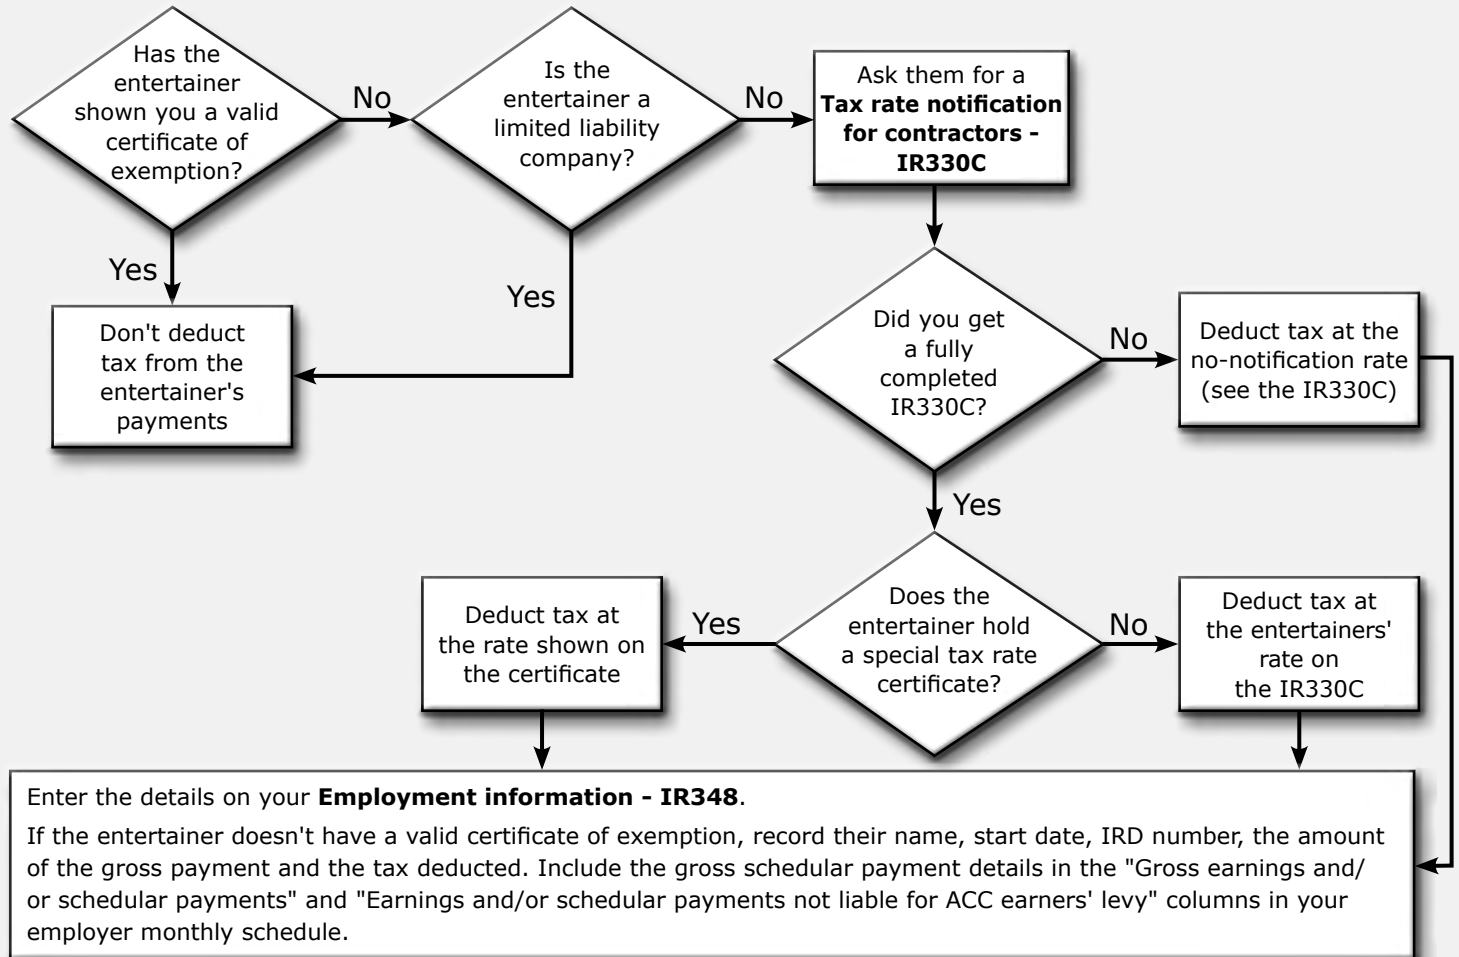 Has the
entertainer
shown you a valid
certificate of
exemption?
No
Is the
entertainer a
limited liability
company?
No
Ask them for a
Tax rate notification
for contractors -
IR330C
Yes
Yes
Don't deduct
tax from the
entertainer's
payments
Did you get
a fully
completed
IR330C?
No
Deduct tax at the
no-notification rate
(see the IR330C)
Yes
Deduct tax at
the rate shown on
the certificate
Yes
Does the
entertainer hold
a special tax rate
certificate?
No
Deduct tax at
the entertainers'
rate on
the IR330C
Enter the details on your Employment information - IR348.
If the entertainer doesn't have a valid certificate of exemption, record their name, start date, IRD number, the amount
of the gross payment and the tax deducted. Include the gross schedular payment details in the "Gross earnings and/
or schedular payments" and "Earnings and/or schedular payments not liable for ACC earners' levy" columns in your
employer monthly schedule.